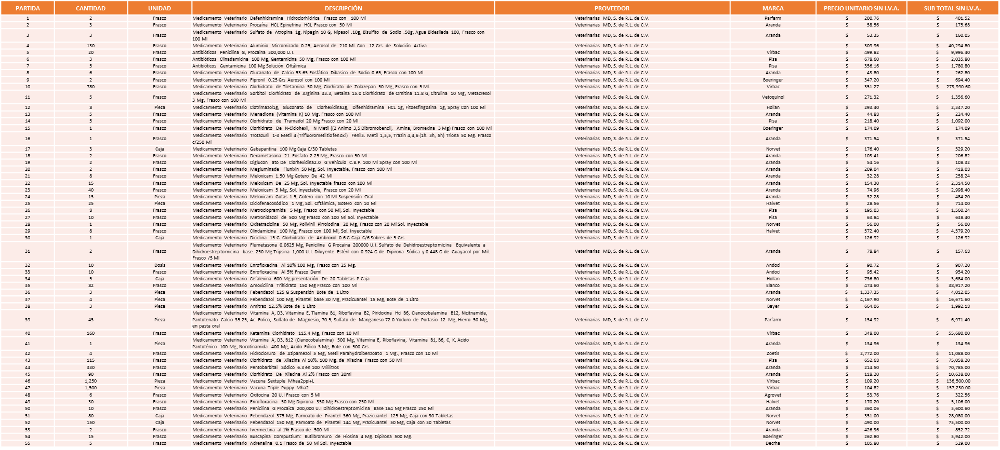 PARTIDA CANTIDAD UNIDAD DESCRIPCIÓN PROVEEDOR MARCA PRECIO UNITARIO SIN I.V.A. SUB TOTAL SIN I.V.A.
1 2 Frasco Medicamento Veterinario Defenhidramina Hidroclorhidrica Frasco con 100 Ml Veterinarias MD, S. de R.L. de C.V. Parfarm $ 200.76 $ 401.52
2 3 Frasco Medicamento Veterinario Procaína HCL Epinefrina HCL Frasco con 50 Ml Veterinarias MD, S. de R.L. de C.V. Aranda $ 58.56 $ 175.68
3 3 Frasco Medicamento Veterinario Sulfato de Atropina 1g, Nipagin 10 G, Nipasol .10g, Bisulfito de Sodio .50g, Agua Bidesilada 100, Frasco con
100 Ml Veterinarias MD, S. de R.L. de C.V. Aranda $ 53.35 $ 160.05
4 130 Frasco Medicamento Veterinario Aluminio Micromizado 0.25, Aerosol de 210 Ml. Con 12 Grs. de Solución Activa Veterinarias MD, S. de R.L. de C.V. $ 309.96 $ 40,294.80
5 20 Frasco Antibióticos Penicilina G, Procaina 300,000 U.I. Veterinarias MD, S. de R.L. de C.V. Virbac $ 499.82 $ 9,996.40
6 3 Frasco Antibióticos Clinadamicina 100 Mg, Gentamicina 50 Mg, Frasco con 100 Ml Veterinarias MD, S. de R.L. de C.V. Pisa $ 678.60 $ 2,035.80
7 5 Frasco Antibióticos Gentamicina 100 Mg Solución Oftálmica Veterinarias MD, S. de R.L. de C.V. Pisa $ 356.16 $ 1,780.80
8 6 Frasco Medicamento Veterinario Glucanato de Calcio 53.65 Fosfático Dibasico de Sodio 0.65, Frasco con 100 Ml Veterinarias MD, S. de R.L. de C.V. Aranda $ 43.80 $ 262.80
9 2 Frasco Medicamento Veterinario Fipronil 0.25 Grs Aerosol con 100 Ml Veterinarias MD, S. de R.L. de C.V. Boeringer $ 347.20 $ 694.40
10 780 Frasco Medicamento Veterinario Clorhidrato de Tiletamina 50 Mg, Clorhirato de Zolazepan 50 Mg, Frasco con 5 Ml. Veterinarias MD, S. de R.L. de C.V. Virbac $ 351.27 $ 273,990.60
11 5 Frasco Medicamento Veterinario Sorbitol Clorhidrato de Arginina 33.3, Betaina 15.0 Clorhidrato de Ornitina 11.8 G, Citrulina 10 Mg, Metacresol
3 Mg, Frasco con 100 Ml Veterinarias MD, S. de R.L. de C.V. Vetoquinol $ 271.32 $ 1,356.60
12 8 Pieza Medicamento Veterinario Clotrimazol1g, Gluconato de Clorhexidina2g, Difenhidramina HCL 1g, Fitoesfingosina 1g, Spray Con 100 Ml Veterinarias MD, S. de R.L. de C.V. Hollan $ 293.40 $ 2,347.20
13 5 Frasco Medicamento Veterinario Menadiona (Vitamina K) 10 Mg. Frasco con 100 Ml Veterinarias MD, S. de R.L. de C.V. Aranda $ 44.88 $ 224.40
14 5 Frasco Medicamento Veterinario Clorhidrato de Tramadol 20 Mg Frasco con 20 Ml Veterinarias MD, S. de R.L. de C.V. Pisa $ 218.40 $ 1,092.00
15 1 Frasco Medicamento Veterinario Clorhidrato De N-Ciclohexil, N Metil ((2 Animo 3,5 Dibromobencil, Amina, Bromexina 3 Mg) Frasco con 100 Ml Veterinarias MD, S. de R.L. de C.V. Boeringer $ 174.09 $ 174.09
16 1 Frasco Medicamento Veterinario Trotazuril 1-3 Metil 4 (Trifluorometiltiofenoxi) Fenil3. Metil 1,3,5, Trazin 4,4,6 (1h. 3h, 5h) Triona 50 Mg. Frasco
c/250 Ml Veterinarias MD, S. de R.L. de C.V. Aranda $ 371.54 $ 371.54
17 3 Caja Medicamento Veterinario Gabapantina 100 Mg Caja C/30 Tabletas Veterinarias MD, S. de R.L. de C.V. Norvet $ 176.40 $ 529.20
18 2 Frasco Medicamento Veterinario Dexametasona 21. Fosfato 2.25 Mg, Frasco con 50 Ml Veterinarias MD, S. de R.L. de C.V. Aranda $ 103.41 $ 206.82
19 2 Frasco Medicamento Veterinario Diglucon ato De Clorhexidina2.0 G Vehículo C.B.P. 100 Ml Spray con 100 Ml Veterinarias MD, S. de R.L. de C.V. Aranda $ 54.16 $ 108.32
20 2 Frasco Medicamento Veterinario Megluminade Flunixin 50 Mg, Sol. Inyectable, Frasco con 100 Ml Veterinarias MD, S. de R.L. de C.V. Aranda $ 209.04 $ 418.08
21 8 Frasco Medicamento Veterinario Meloxicam 1.50 Mg Gotero De 42 Ml Veterinarias MD, S. de R.L. de C.V. Aranda $ 32.28 $ 258.24
22 15 Frasco Medicamento Veterinario Meloxicam De 25 Mg, Sol. Inyectable frasco con 100 Ml Veterinarias MD, S. de R.L. de C.V. Aranda $ 154.30 $ 2,314.50
23 40 Frasco Medicamento Veterinario Meloxicam 5 Mg, Sol. Inyectable, Frasco con 20 Ml Veterinarias MD, S. de R.L. de C.V. Aranda $ 74.96 $ 2,998.40
24 15 Pieza Medicamento Veterinario Meloxicam Gotas 1.5, Gotero con 10 Ml Suspensión Oral Veterinarias MD, S. de R.L. de C.V. Aranda $ 32.28 $ 484.20
25 25 Pieza Medicamento Veterinario Diclofenacosódico 1 Mg, Sol. Oftálmica, Gotero con 10 Ml Veterinarias MD, S. de R.L. de C.V. Halvet $ 28.56 $ 714.00
26 8 Frasco Medicamento Veterinario Metroclopramida 5 Mg, Frasco con 50 Ml, Sol. Inyectable Veterinarias MD, S. de R.L. de C.V. Pisa $ 195.03 $ 1,560.24
27 10 Frasco Medicamento Veterinario Metronidazol de 500 Mg Frasco con 100 Ml Sol. Inyectable Veterinarias MD, S. de R.L. de C.V. Pisa $ 63.84 $ 638.40
28 1 Frasco Medicamento Veterinario Oxitetraciclina 50 Mg, Polivinil Pirrolodina 20 Mg, Frasco con 20 Ml Sol. Inyectable Veterinarias MD, S. de R.L. de C.V. Norvet $ 56.00 $ 56.00
29 8 Frasco Medicamento Veterinario Clindamicina 100 Mg, Frasco con 100 Ml, Sol. Inyectable Veterinarias MD, S. de R.L. de C.V. Halvet $ 572.40 $ 4,579.20
30 1 Caja Medicamento Veterinario Diciclina 15 G. Clorhidrato de Ambroxol 0.6 G Caja C/6 Sobres de 5 Grs. Veterinarias MD, S. de R.L. de C.V. $ 126.92 $ 126.92
31 2 Frasco Medicamento Veterinario Flumetasona 0.0625 Mg, Penicilina G Procaina 200000 U.I. Sulfato de Dehidroestreptomicina Equivalente a
Dihidroestreptomicina base. 250 Mg Tripsina 1,000 U.I. Diluyente Estéril con 0.924 G de Dipirona Sódica y 0.448 G de Guayacol por Mil.
Frasco /5 Ml Veterinarias MD, S. de R.L. de C.V. Aranda $ 78.84 $ 157.68
32 10 Dosis Medicamento Veterinario Enrofloxacina Al 10% 100 Mg, Frasco con 25 Mg. Veterinarias MD, S. de R.L. de C.V. Andoci $ 90.72 $ 907.20
33 10 Frasco Medicamento Veterinario Enrofloxacina Al 5% Frasco Deml Veterinarias MD, S. de R.L. de C.V. Andoci $ 95.42 $ 954.20
34 5 Caja Medicamento Veterinario Cefalexina 600 Mg presentación De 20 Tabletas P Caja Veterinarias MD, S. de R.L. de C.V. Hollan $ 736.80 $ 3,684.00
35 82 Frasco Medicamento Veterinario Amoxicilina Trihidrato 150 Mg Frasco con 100 Ml Veterinarias MD, S. de R.L. de C.V. Elanco $ 474.60 $ 38,917.20
36 3 Pieza Medicamento Veterinario Febendazol 125 G Suspensión Bote de 1 Litro Veterinarias MD, S. de R.L. de C.V. Aranda $ 1,337.35 $ 4,012.05
37 4 Pieza Medicamento Veterinario Febendazol 100 Mg, Pirantel base 30 Mg, Prazicuantel 15 Mg, Bote de 1 Litro Veterinarias MD, S. de R.L. de C.V. Norvet $ 4,167.90 $ 16,671.60
38 3 Pieza Medicamento Veterinario Amitraz 12.5% Bote de 1 Litro Veterinarias MD, S. de R.L. de C.V. Bayer $ 664.06 $ 1,992.18
39 45 Pieza Medicamento Veterinario Vitamina A, D3, Vitamina E, Tlamina B1, Riboflavina B2, Piridoxina Hci B6, Cianocobalamina B12, Nicitnamida,
Pantotenato Calcio 35.25, Ac. Folico, Sulfato de Magnesio, 70.5, Sulfato de Manganeso 72.0 Yoduro de Portasio 12 Mg, Hierro 50 Mg,
en pasta oral Veterinarias MD, S. de R.L. de C.V. Parfarm $ 154.92 $ 6,971.40
40 160 Frasco Medicamento Veterinario Ketamina Clorhidrato 115.4 Mg, Frasco con 10 Ml Veterinarias MD, S. de R.L. de C.V. Virbac $ 348.00 $ 55,680.00
41 1 Pieza Medicamento Veterinario Vitamina A, D3, B12 (Cianocobalamina) 500 Mg, Vitamina E, Riboflavina, Vitamina B1, B6, C, K, Acido
Pantoténico 100 Mg, Nocotinamida 400 Mg, Acido Fólico 3 Mg, Bote con 500 Grs. Veterinarias MD, S. de R.L. de C.V. Aranda $ 134.96 $ 134.96
42 4 Frasco Medicamento Veterinario Hidrocloruro de Atipamezol 5 Mg, Metil Parahydroibenzoato 1 Mg., Frasco con 10 Ml Veterinarias MD, S. de R.L. de C.V. Zoetis $ 2,772.00 $ 11,088.00
43 115 Frasco Medicamento Veterinario Clorhidrato de Xilazina Al 10%. 100 Mg. de Xilacina Frasco con 50 Ml Veterinarias MD, S. de R.L. de C.V. Pisa $ 652.68 $ 75,058.20
44 330 Frasco Medicamento Veterinario Pentobarbital Sódico 6.3 en 100 Mililitros Veterinarias MD, S. de R.L. de C.V. Aranda $ 214.50 $ 70,785.00
45 90 Frasco Medicamento Veterinario Clorhidrato De Xilacina Al 2% Frasco con 20ml Veterinarias MD, S. de R.L. de C.V. Aranda $ 118.20 $ 10,638.00
46 1,250 Pieza Medicamento Veterinario Vacuna Sextuple Mhaa2ppi+L Veterinarias MD, S. de R.L. de C.V. Virbac $ 109.20 $ 136,500.00
47 1,500 Pieza Medicamento Veterinario Vacuna Triple Puppy Mha2 Veterinarias MD, S. de R.L. de C.V. Virbac $ 104.82 $ 157,230.00
48 6 Frasco Medicamento Veterinario Oxitocina 20 U.I Frasco con 5 Ml Veterinarias MD, S. de R.L. de C.V. Agrovet $ 53.76 $ 322.56
49 30 Frasco Medicamento Veterinario Enrofloxacina 50 Mg Dipirona 350 Mg Frasco con 250 Ml Veterinarias MD, S. de R.L. de C.V. Halvet $ 170.20 $ 5,106.00
50 10 Frasco Medicamento Veterinario Penicilina G Procaica 200,000 U.I Dihidroestreptomicina Base 164 Mg Frasco 250 Ml Veterinarias MD, S. de R.L. de C.V. Aranda $ 360.06 $ 3,600.60
51 80 Caja Medicamento Veterinario Febendazol 375 Mg, Pamoato de Pirantel 360 Mg, Prazicuantel 125 Mg, Caja con 30 Tabletas Veterinarias MD, S. de R.L. de C.V. Norvet $ 351.00 $ 28,080.00
52 150 Caja Medicamento Veterinario Febendazol 150 Mg, Pamoato de Pirantel 144 Mg, Prazicuantel 50 Mg, Caja con 30 Tabletas Veterinarias MD, S. de R.L. de C.V. Norvet $ 490.00 $ 73,500.00
53 2 Frasco Medicamento Veterinario Ivermectina al 1% Frasco de 500 Ml Veterinarias MD, S. de R.L. de C.V. Aranda $ 426.36 $ 852.72
54 15 Frasco Medicamento Veterinario Buscapina Compustium: Butilbromuro de Hiosina 4 Mg. Dipirona 500 Mg. Veterinarias MD, S. de R.L. de C.V. Boeringer $ 262.80 $ 3,942.00
55 5 Frasco Medicamento Veterinario Adrenalina 0.1 Frasco de 50 Ml Sol. Inyectable Veterinarias MD, S. de R.L. de C.V. Decrha $ 105.80 $ 529.00